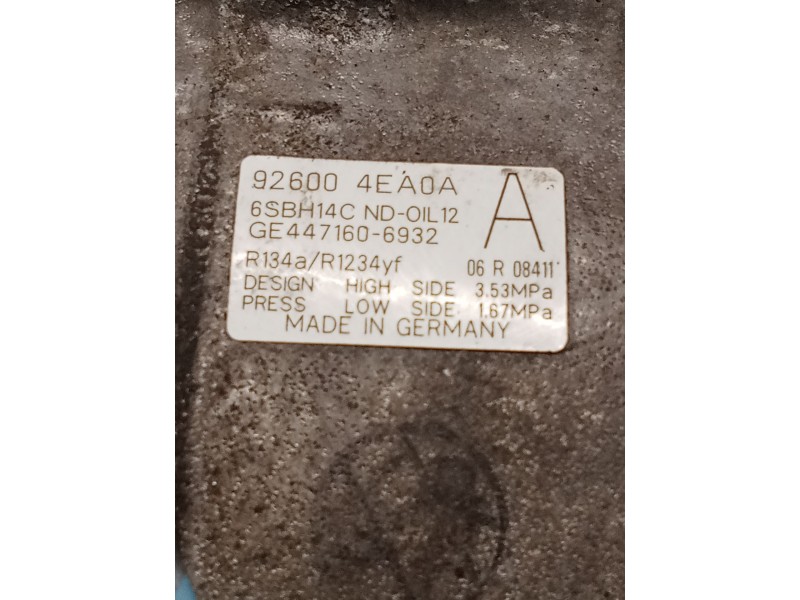 92600 4EA0A A
6SBH14C ND-OIL12
GE447160-6932
R134a/R1234yf 06 R 08411
DESIGN HIGH SIDE 3.53MPa
PRESS LOW SIDE 1.67MPa
MADE IN GERMANY